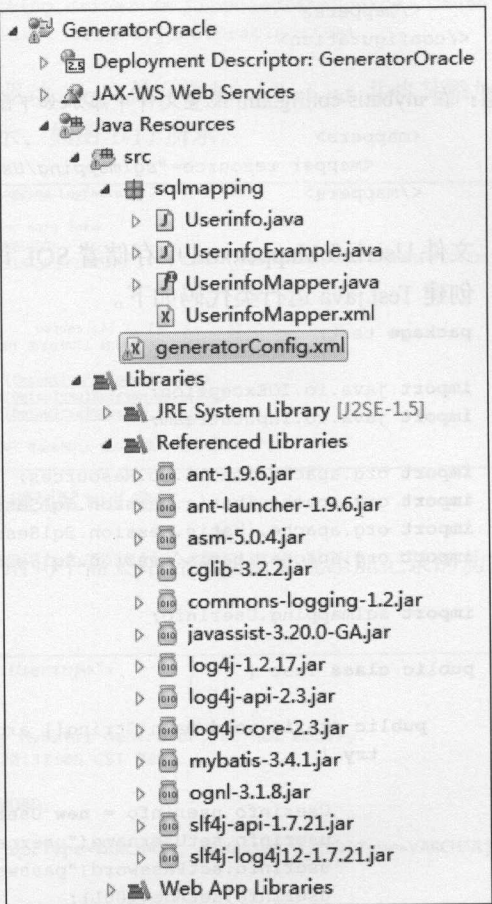 GeneratorOracle
Deployment Descriptor: GeneratorOracle
JAX-WS Web Services
Java Resources
src
sqlmapping
Userinfo.java
UserinfoExample.java
UserinfoMapper.java
UserinfoMapper.xml
generatorConfig.xml
Libraries
JRE System Library [J2SE-1.5]
Referenced Libraries
ant-1.9.6.jar
ant-launcher-1.9.6.jar
asm-5.0.4.jar
cglib-3.2.2.jar
commons-logging-1.2.jar
javassist-3.20.0-GA.jar
log4j-1.2.17.jar
log4j-api-2.3.jar
log4j-core-2.3.jar
mybatis-3.4.1.jar
ognl-3.1.8.jar
slf4j-api-1.7.21.jar
slf4j-log4j12-1.7.21.jar
Web App Libraries